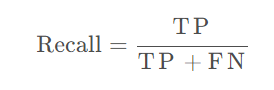 Recall = TP / TP + FN